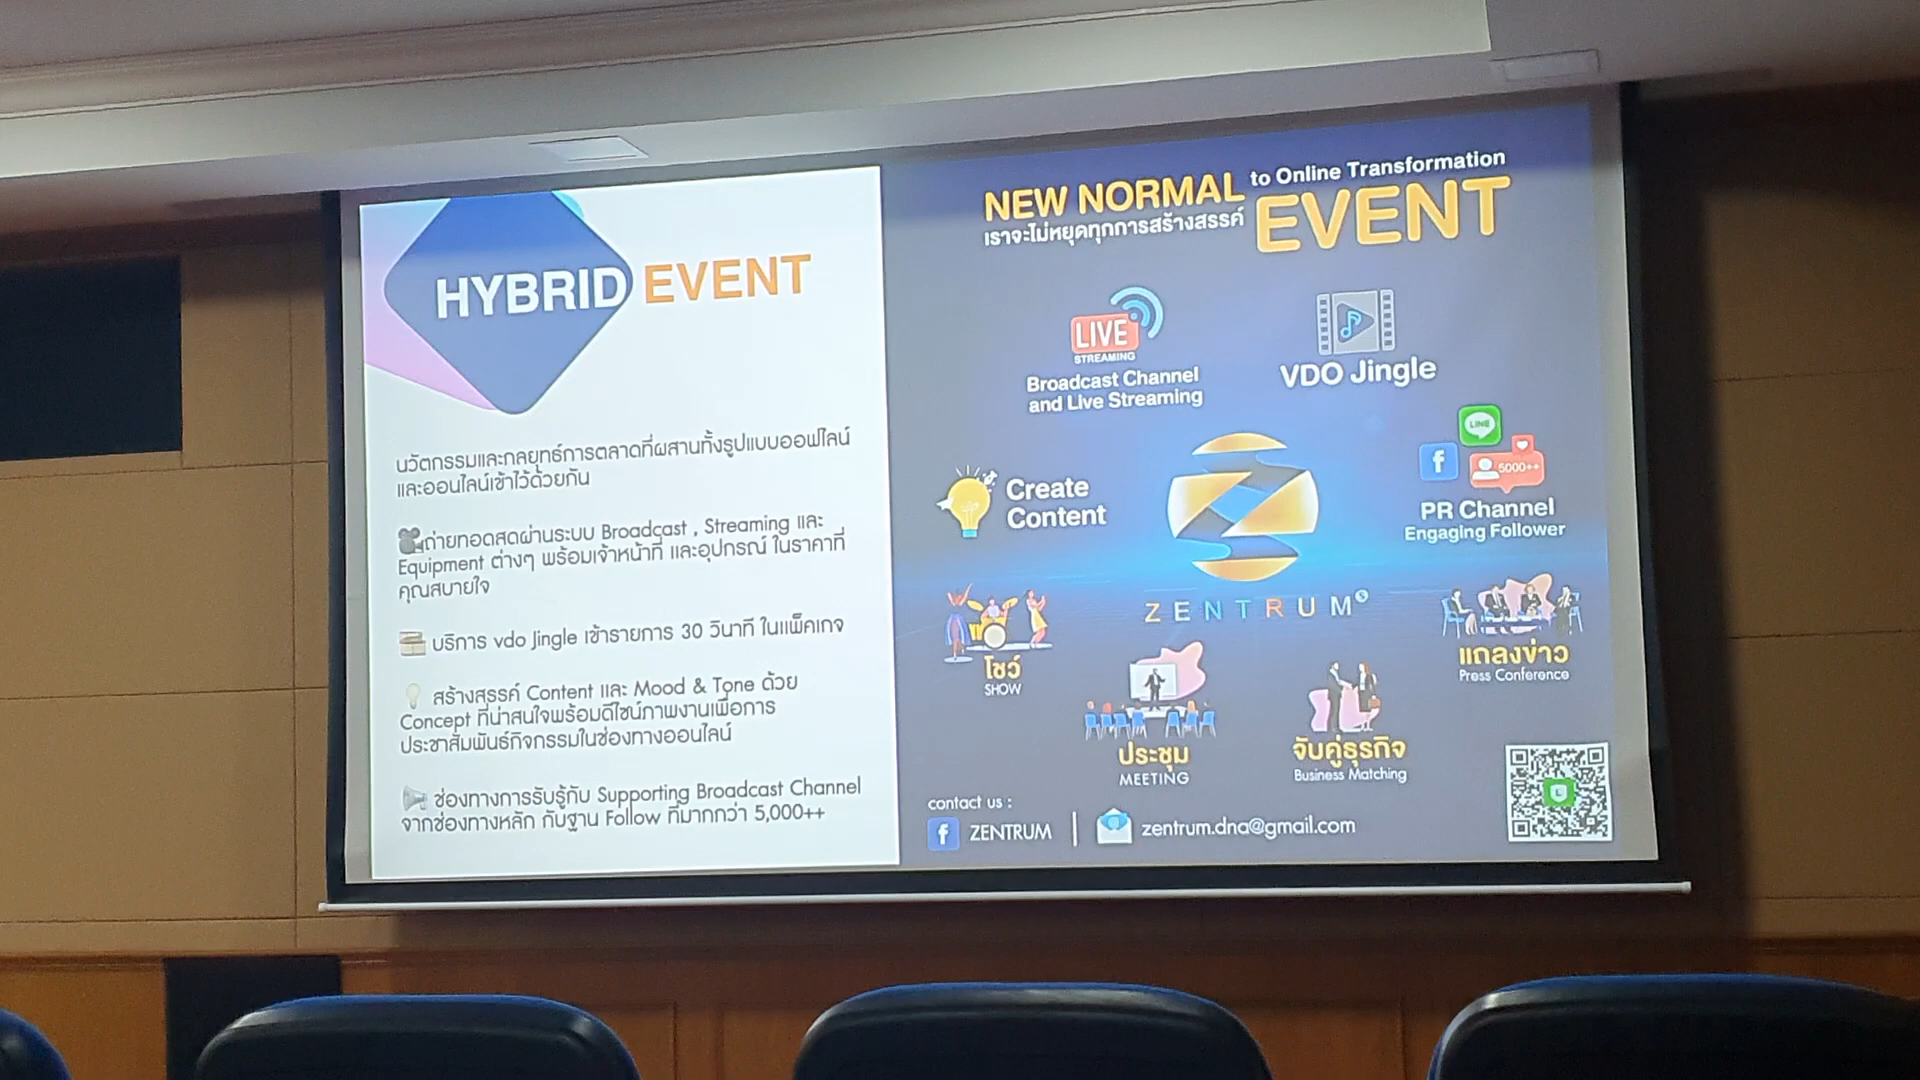 HYBRID EVENT
นวัตกรรมและกลยุทธ์การตลาดที่ผสานทั้งรูปแบบออฟไลน์
และออนไลน์เข้าไว้ด้วยกัน
ถ่ายทอดสดผ่านระบบ Broadcast , Streaming และ
Equipment ต่างๆ พร้อมเจ้าหน้าที่ และอุปกรณ์ ในราคาที่
คุณสบายใจ
บริการ vdo Jingle เข้ารายการ 30 วินาที ในแพ็คเกจ
สร้างสรรค์ Content และ Mood & Tone ด้วย
Concept ที่น่าสนใจพร้อมดีไซน์ภาพงานเพื่อการ
ประชาสัมพันธ์กิจกรรมในช่องทางออนไลน์
ช่องทางการรับรู้กับ Supporting Broadcast Channel
จากช่องทางหลัก กับฐาน Follow ที่มากกว่า 5,000++
NEW NORMAL to Online Transformation
เราจะไม่หยุดทุกการสร้างสรรค์ EVENT
LIVE
STREAMING
Broadcast Channel
and Live Streaming
VDO Jingle
Create
Content
LINE
5000++
PR Channel
Engaging Follower
ZENTRUM
โชว์
SHOW
ประชุม
MEETING
จับคู่ธุรกิจ
Business Matching
แถลงข่าว
Press Conference
contact us :
f ZENTRUM | zentrum.dna@gmail.com